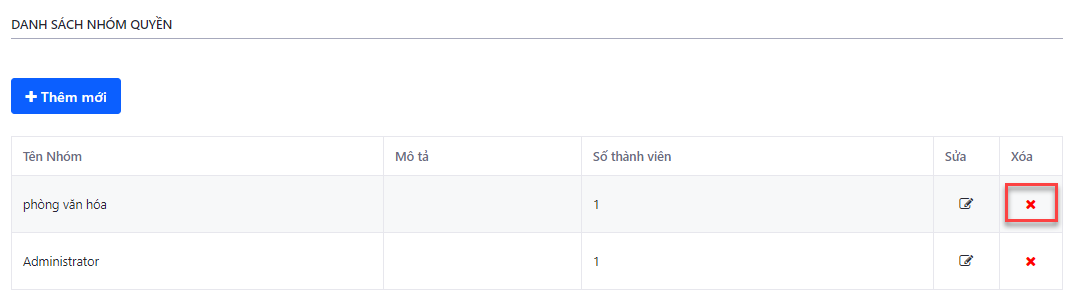 DANH SÁCH NHÓM QUYỀN
Thêm mới
Tên Nhóm Mô tả Số thành viên Sửa Xóa
phòng văn hóa 1
Administrator 1